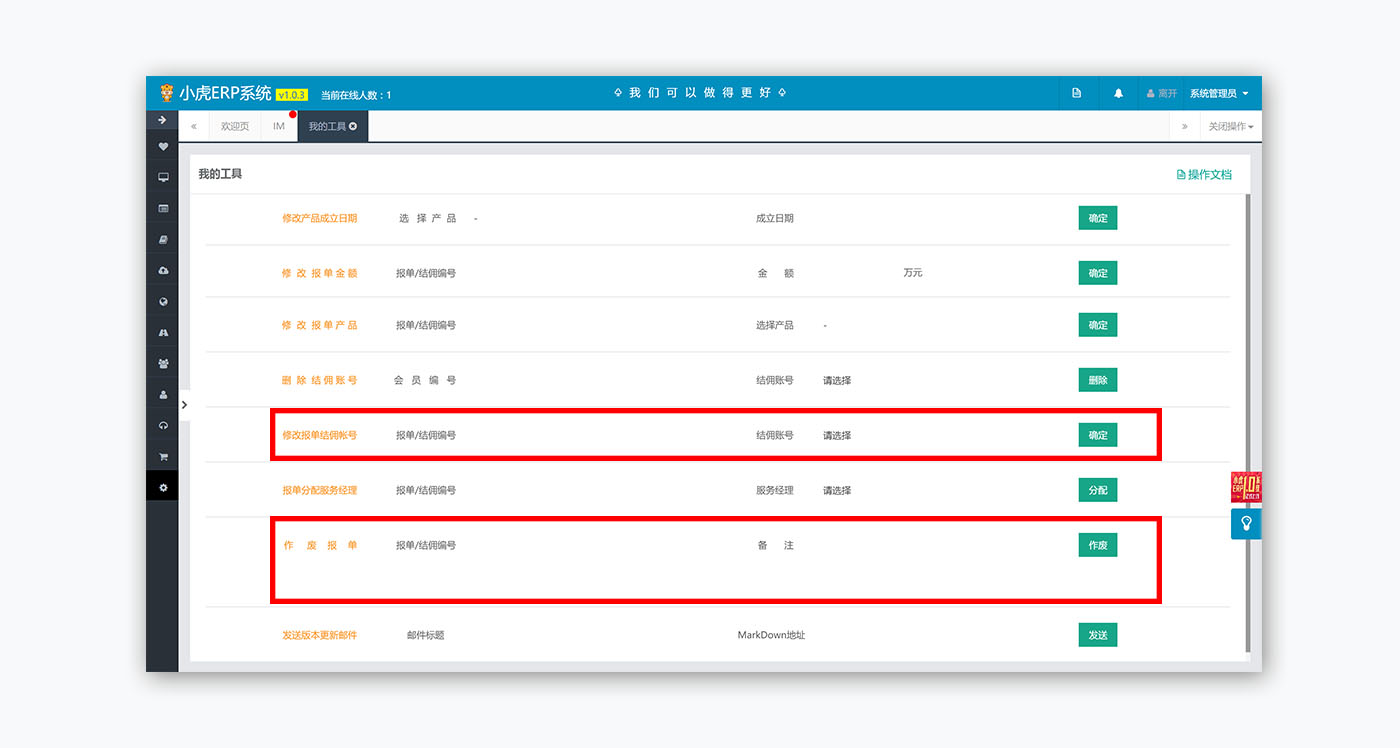 小虎ERP系统 v1.0.3 当前在线人数：1 我们可以做得更好 离开 系统管理员
欢迎页 IM 我的工具 关闭操作
我的工具 操作文档
修改产品成立日期 选择产品 - 成立日期 确定
修改报单金额 报单/结佣编号 金额 万元 确定
修改报单产品 报单/结佣编号 选择产品 - 确定
删除结佣账号 会员编号 结佣账号 请选择 删除
修改报单结佣帐号 报单/结佣编号 结佣账号 请选择 确定
报单分配服务经理 报单/结佣编号 服务经理 请选择 分配
作废报单 报单/结佣编号 备注 作废
发送版本更新邮件 邮件标题 MarkDown地址 发送